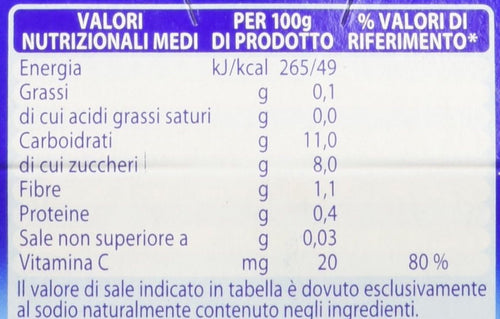 VALORI NUTRIZIONALI MEDI PER 100g DI PRODOTTO % VALORI DI RIFERIMENTO*
Energia kJ/kcal 265/49
Grassi g 0,1
di cui acidi grassi saturi g 0,0
Carboidrati g 11,0
di cui zuccheri g 8,0
Fibre g 1,1
Proteine g 0,4
Sale non superiore a g 0,03
Vitamina C mg 20 80 %
Il valore di sale indicato in tabella è dovuto esclusivamente
al sodio naturalmente contenuto negli ingredienti.